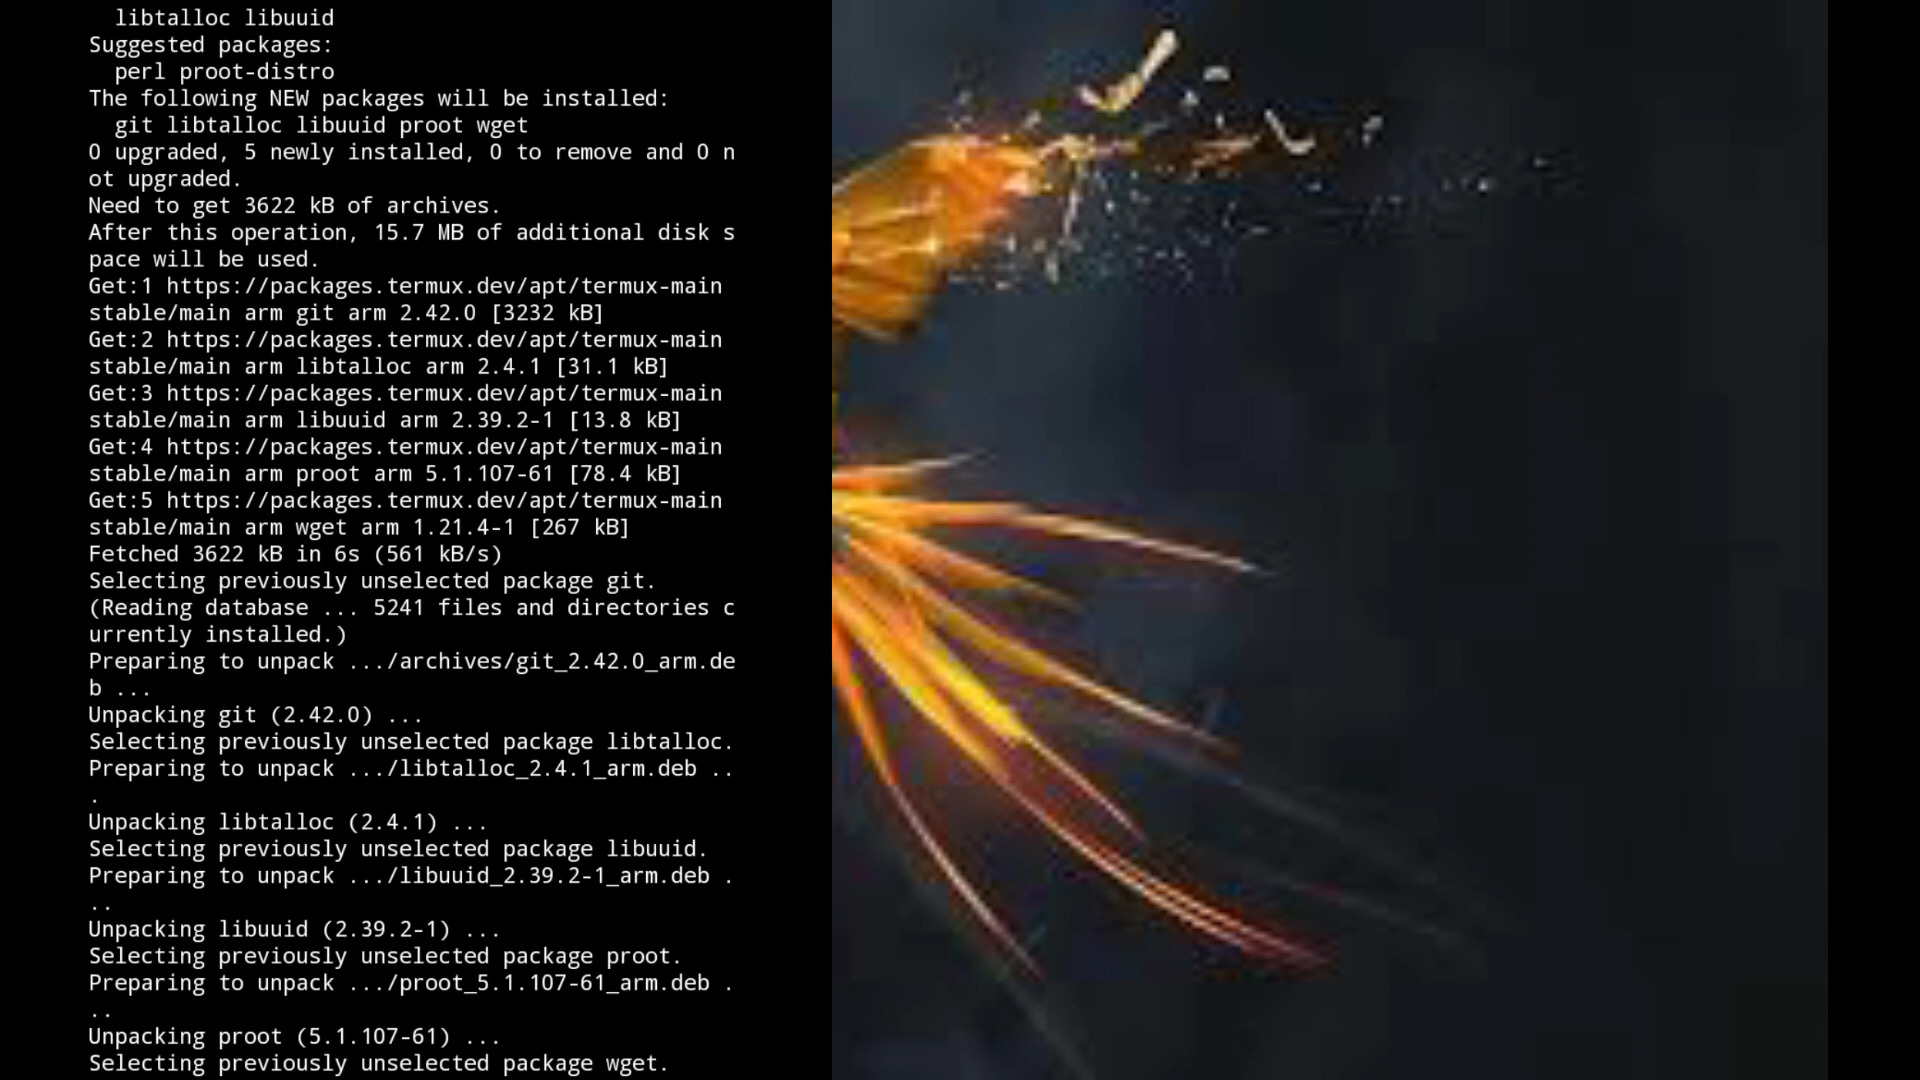 libtalloc libuuid
Suggested packages:
perl proot-distro
The following NEW packages will be installed:
git libtalloc libuuid proot wget
0 upgraded, 5 newly installed, 0 to remove and 0 n
ot upgraded.
Need to get 3622 kB of archives.
After this operation, 15.7 MB of additional disk s
pace will be used.
Get:1 https://packages.termux.dev/apt/termux-main
stable/main arm git arm 2.42.0 [3232 kB]
Get:2 https://packages.termux.dev/apt/termux-main
stable/main arm libtalloc arm 2.4.1 [31.1 kB]
Get:3 https://packages.termux.dev/apt/termux-main
stable/main arm libuuid arm 2.39.2-1 [13.8 kB]
Get:4 https://packages.termux.dev/apt/termux-main
stable/main arm proot arm 5.1.107-61 [78.4 kB]
Get:5 https://packages.termux.dev/apt/termux-main
stable/main arm wget arm 1.21.4-1 [267 kB]
Fetched 3622 kB in 6s (561 kB/s)
Selecting previously unselected package git.
(Reading database ... 5241 files and directories c
urrently installed.)
Preparing to unpack .../archives/git_2.42.0_arm.de
b ...
Unpacking git (2.42.0) ...
Selecting previously unselected package libtalloc.
Preparing to unpack .../libtalloc_2.4.1_arm.deb ..
.
Unpacking libtalloc (2.4.1) ...
Selecting previously unselected package libuuid.
Preparing to unpack .../libuuid_2.39.2-1_arm.deb .
..
Unpacking libuuid (2.39.2-1) ...
Selecting previously unselected package proot.
Preparing to unpack .../proot_5.1.107-61_arm.deb .
..
Unpacking proot (5.1.107-61) ...
Selecting previously unselected package wget.